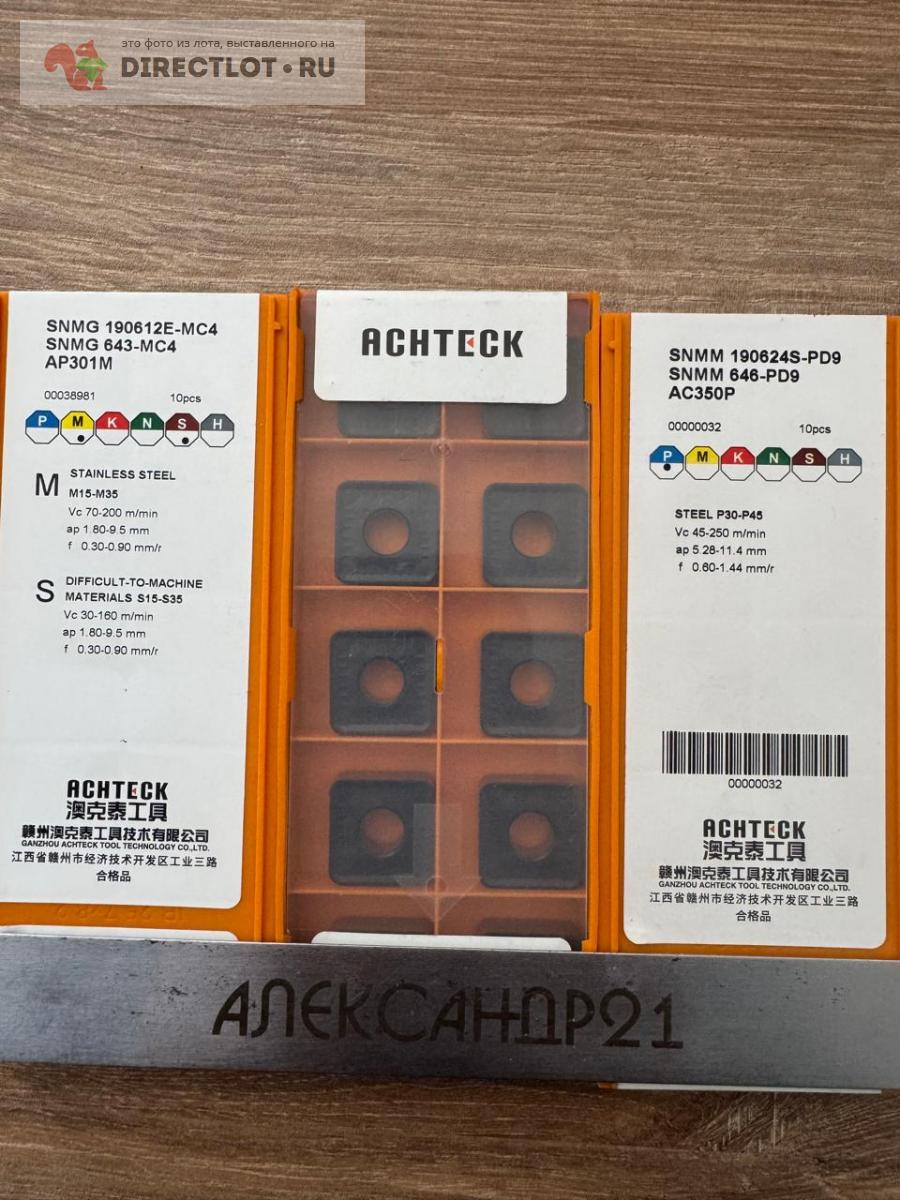 это фото из лота, выставленного на
DIRECTLOT.RU
SNMG 190612E-MC4
SNMG 643-MC4
AP301M
00038981 10pcs
P M K N S H
M STAINLESS STEEL
M15-M35
Vc 70-200 m/min
ap 1.80-9.5 mm
f 0.30-0.90 mm/r
S DIFFICULT-TO-MACHINE
MATERIALS S15-S35
Vc 30-160 m/min
ap 1.80-9.5 mm
f 0.30-0.90 mm/r
ACHTECK
澳克泰工具
赣州澳克泰工具技术有限公司
GANZHOU ACHTECK TOOL TECHNOLOGY CO.,LTD.
江西省赣州市经济技术开发区工业三路
合格品
ACHTECK
SNMM 190624S-PD9
SNMM 646-PD9
AC350P
00000032 10pcs
P M K N S H
STEEL P30-P45
Vc 45-250 m/min
ap 5.28-11.4 mm
f 0.60-1.44 mm/r
00000032
ACHTECK
澳克泰工具
赣州澳克泰工具技术有限公司
GANZHOU ACHTECK TOOL TECHNOLOGY CO.,LTD.
江西省赣州市经济技术开发区工业三路
合格品
АЛЕКСАНДР21